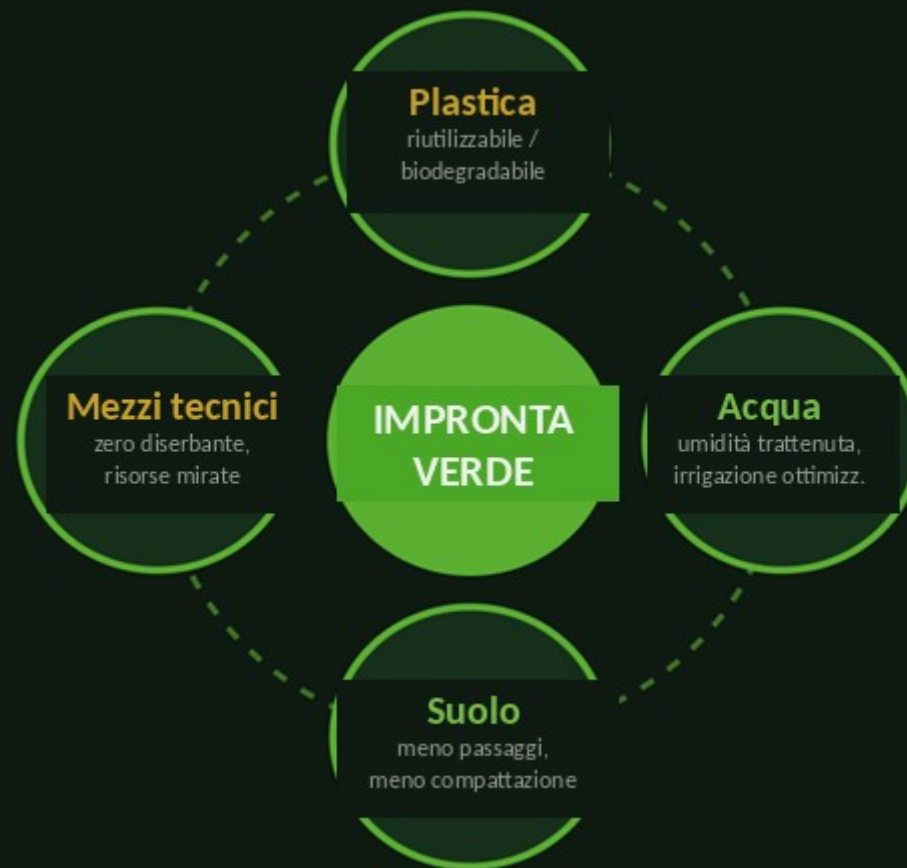 Plastica
riutilizzabile /
biodegradabile
Mezzi tecnici
zero diserbante,
risorse mirate
IMPRONTA
VERDE
Acqua
umidità trattenuta,
irrigazione ottimizz.
Suolo
meno passaggi,
meno compattazione